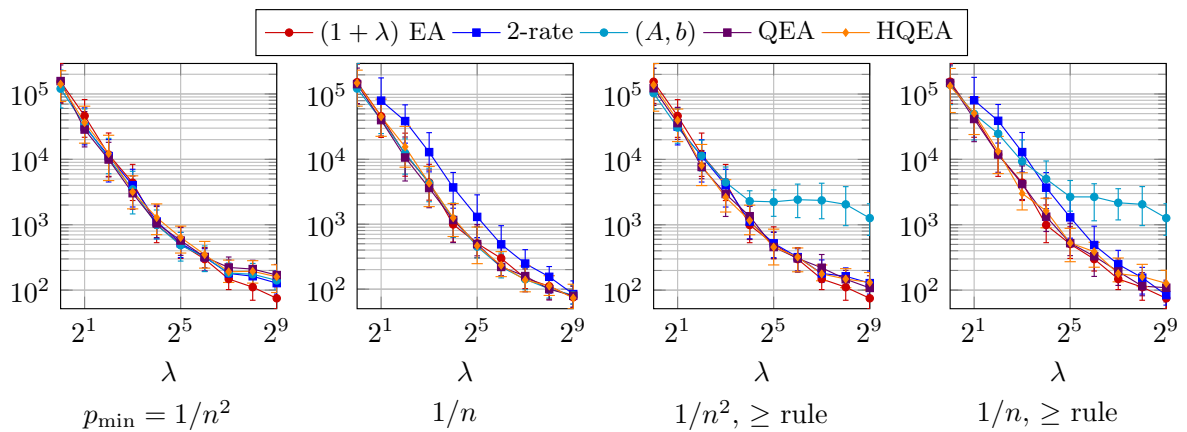 (1 + λ) EA 2-rate (A, b) QEA HQEA
10^5 10^5 10^5 10^5
10^4 10^4 10^4 10^4
10^3 10^3 10^3 10^3
10^2 10^2 10^2 10^2
2^1 2^5 2^9 2^1 2^5 2^9 2^1 2^5 2^9 2^1 2^5 2^9
λ λ λ λ
p_min = 1/n^2 1/n 1/n^2, ≥ rule 1/n, ≥ rule